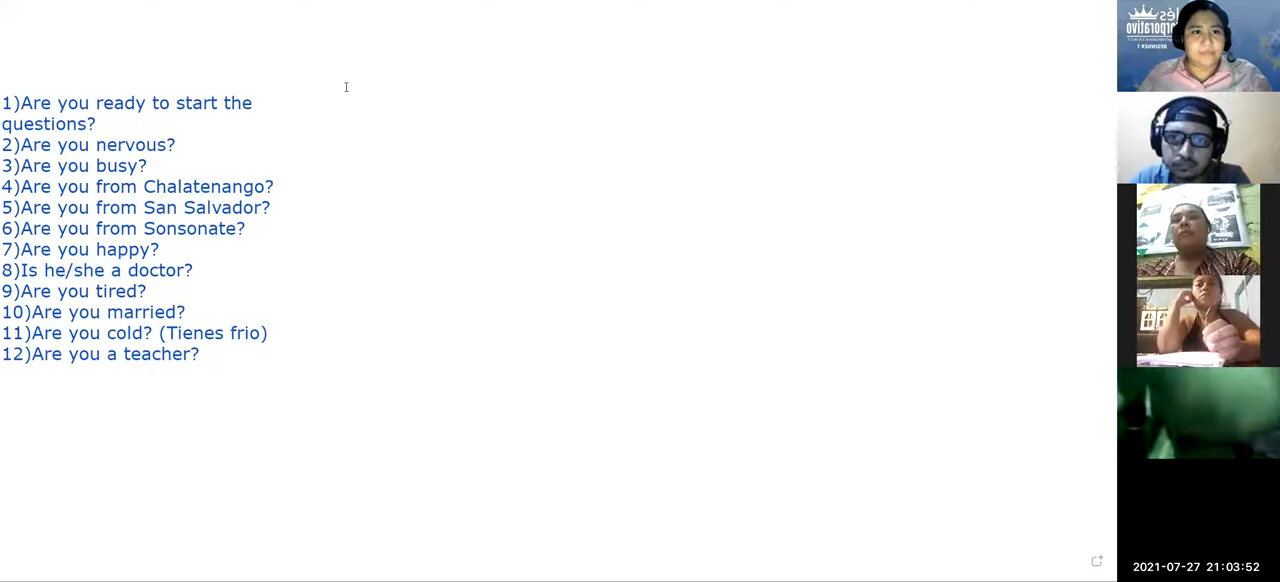 1)Are you ready to start the
questions?
2)Are you nervous?
3)Are you busy?
4)Are you from Chalatenango?
5)Are you from San Salvador?
6)Are you from Sonsonate?
7)Are you happy?
8)Is he/she a doctor?
9)Are you tired?
10)Are you married?
11)Are you cold? (Tienes frio)
12)Are you a teacher?
2021-07-27 21:03:52